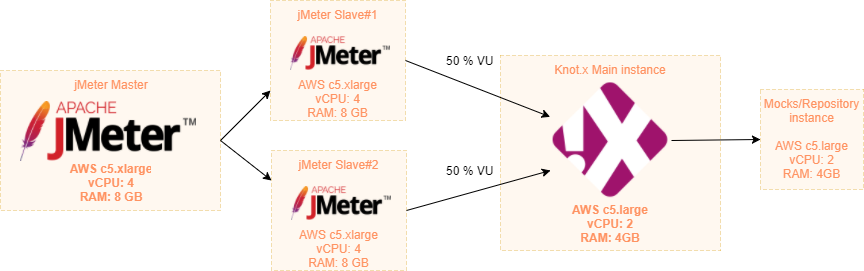 jMeter Master
APACHE
JMeter™
AWS c5.xlarge
vCPU: 4
RAM: 8 GB
jMeter Slave#1
APACHE
JMeter™
AWS c5.xlarge
vCPU: 4
RAM: 8 GB
jMeter Slave#2
APACHE
JMeter™
AWS c5.xlarge
vCPU: 4
RAM: 8 GB
50 % VU
50 % VU
Knot.x Main instance
AWS c5.large
vCPU: 2
RAM: 4GB
Mocks/Repository
instance
AWS c5.large
vCPU: 2
RAM: 4GB